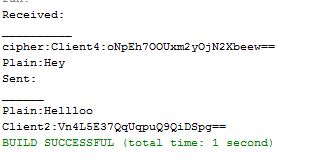 Received:
__________
cipher:Client4:oNpEh7OOUxm2yOjN2Xbeew==
Plain:Hey
Sent:
______
Plain:Hellloo
Client2:Vn4L5E37QqUqpuQ9QiDSpg==
BUILD SUCCESSFUL (total time: 1 second)